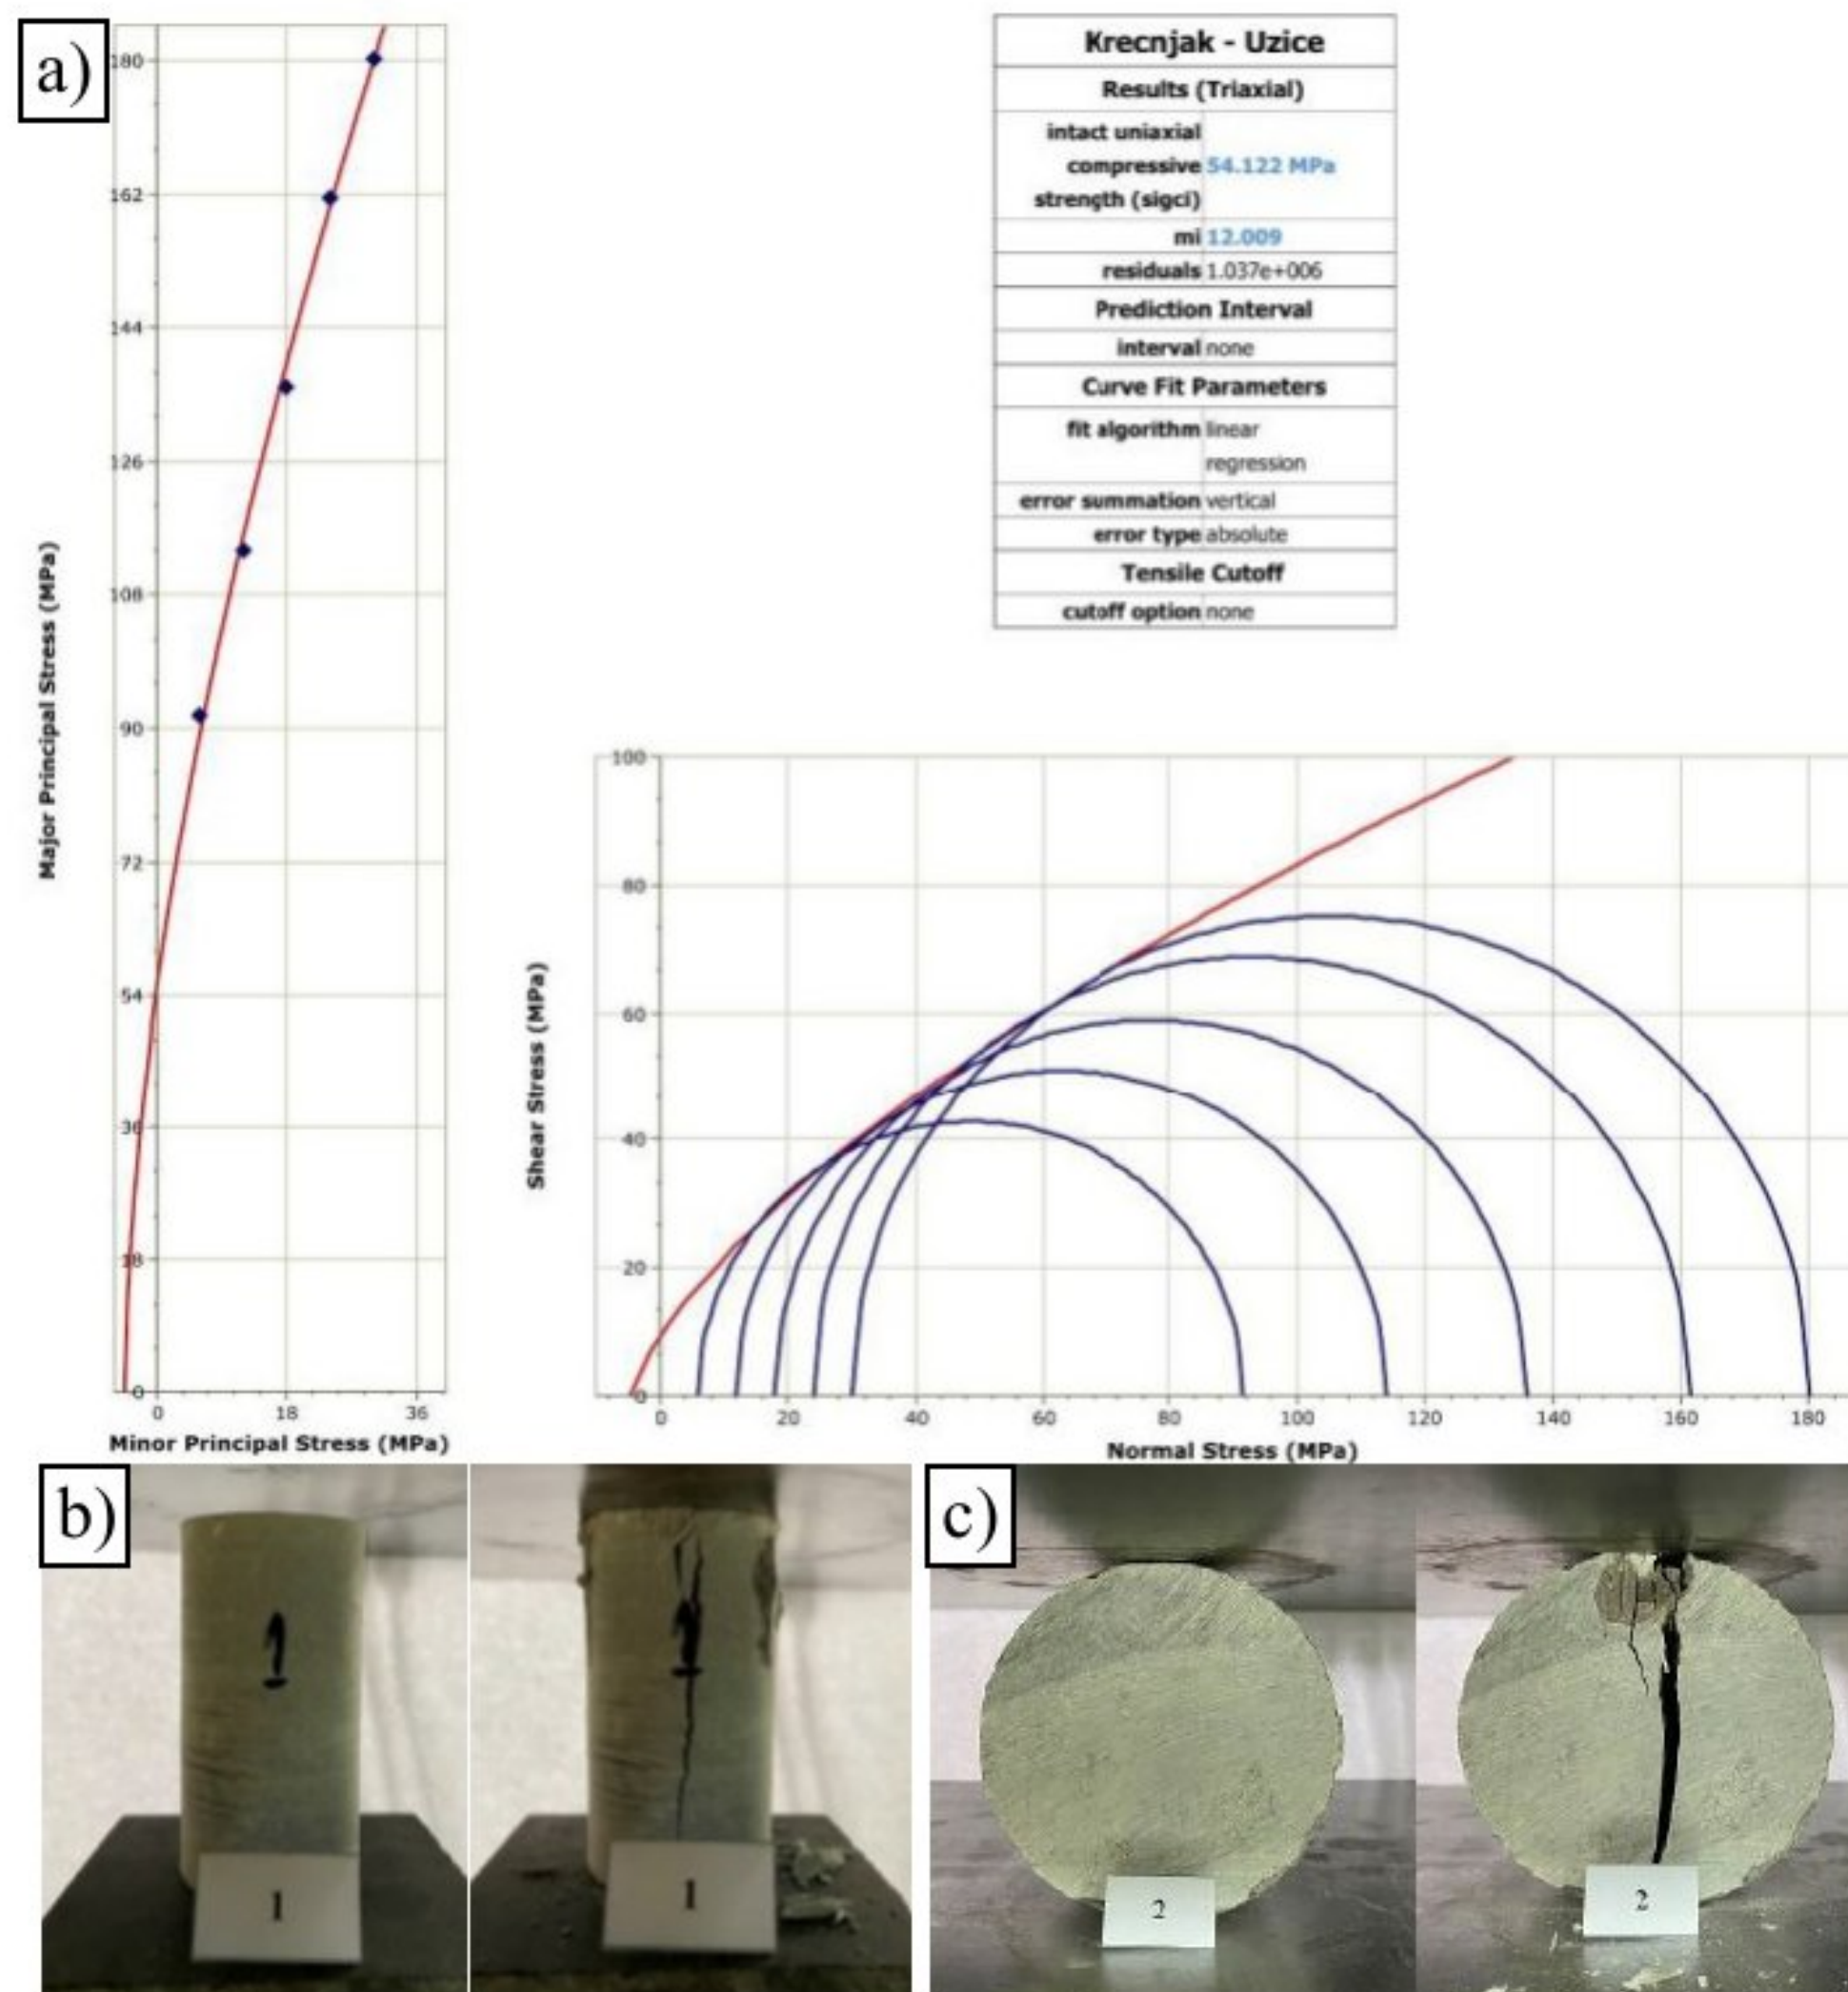 a)
180
162
144
126
108
90
72
54
36
18
0
0 18 36
Major Principal Stress (MPa)
Minor Principal Stress (MPa)
Krecnjak - Uzice
Results (Triaxial)
intact uniaxial
compressive 54.122 MPa
strength (sigci)
mi 12.009
residuals 1.037e+006
Prediction Interval
interval none
Curve Fit Parameters
fit algorithm linear
regression
error summation vertical
error type absolute
Tensile Cutoff
cutoff option none
100
80
60
40
20
0
0 20 40 60 80 100 120 140 160 180
Shear Stress (MPa)
Normal Stress (MPa)
b)
1
1
1
1
c)
2
2